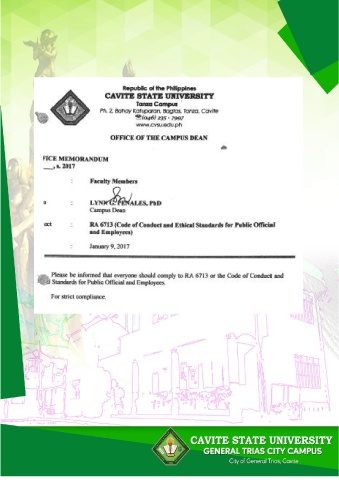 Republic of the Philippines
CAVITE STATE UNIVERSITY
Tanza Campus
Ph. 2, Bahay Katuparan, Bagtas, Tanza, Cavite
☎(046) 235 - 7997
www.cvsu.edu.ph
OFFICE OF THE CAMPUS DEAN
FICE MEMORANDUM
___, s. 2017
: Faculty Members
: LYNN G. PENALES, PhD
Campus Dean
ect : RA 6713 (Code of Conduct and Ethical Standards for Public Official
and Employees)
: January 9, 2017
Please be informed that everyone should comply to RA 6713 or the Code of Conduct and
Standards for Public Official and Employees.
For strict compliance.
CAVITE STATE UNIVERSITY
GENERAL TRIAS CITY CAMPUS
City of General Trias, Cavite